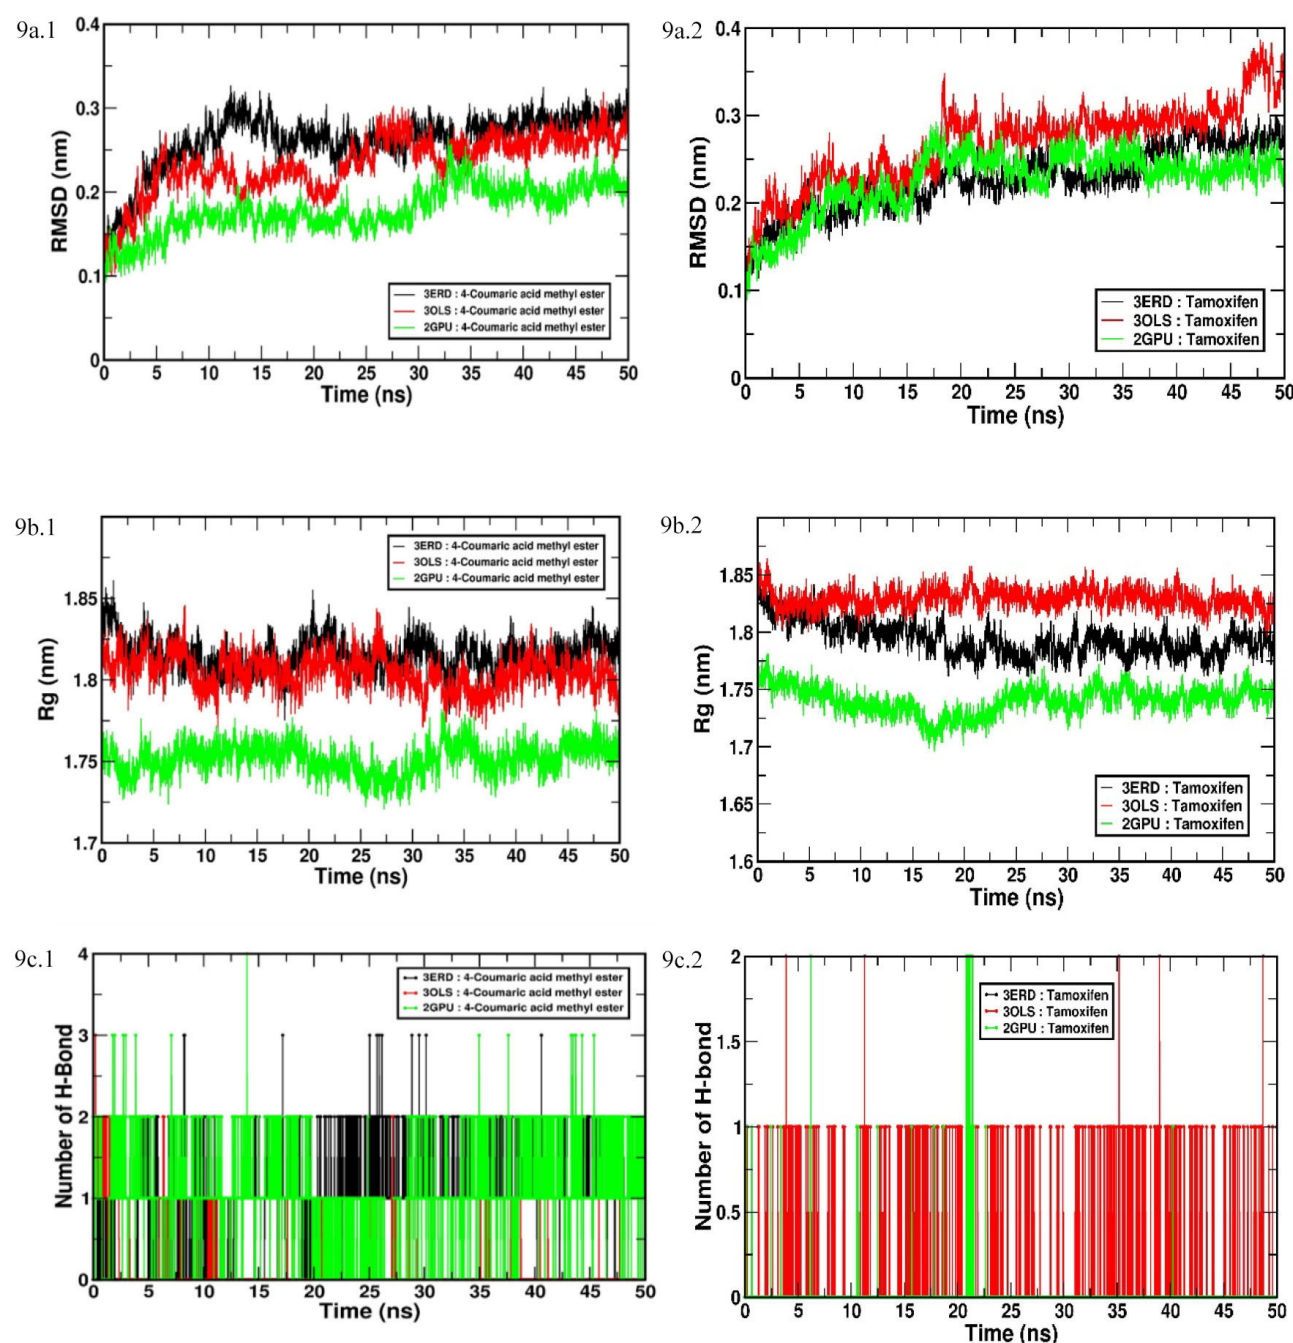 9a.1
0.4
0.3
0.2
0.1
0
RMSD (nm)
3ERD : 4-Coumaric acid methyl ester
3OLS : 4-Coumaric acid methyl ester
2GPU : 4-Coumaric acid methyl ester
0 5 10 15 20 25 30 35 40 45 50
Time (ns)
9a.2
0.4
0.3
0.2
0.1
0
RMSD (nm)
3ERD : Tamoxifen
3OLS : Tamoxifen
2GPU : Tamoxifen
0 5 10 15 20 25 30 35 40 45 50
Time (ns)
9b.1
1.85
1.8
1.75
1.7
Rg (nm)
3ERD : 4-Coumaric acid methyl ester
3OLS : 4-Coumaric acid methyl ester
2GPU : 4-Coumaric acid methyl ester
0 5 10 15 20 25 30 35 40 45 50
Time (ns)
9b.2
1.85
1.8
1.75
1.7
1.65
1.6
Rg (nm)
3ERD : Tamoxifen
3OLS : Tamoxifen
2GPU : Tamoxifen
0 5 10 15 20 25 30 35 40 45 50
Time (ns)
9c.1
4
3
2
1
0
Number of H-Bond
3ERD : 4-Coumaric acid methyl ester
3OLS : 4-Coumaric acid methyl ester
2GPU : 4-Coumaric acid methyl ester
0 5 10 15 20 25 30 35 40 45 50
Time (ns)
9c.2
2
1.5
1
0.5
0
Number of H-bond
3ERD : Tamoxifen
3OLS : Tamoxifen
2GPU : Tamoxifen
0 5 10 15 20 25 30 35 40 45 50
Time (ns)